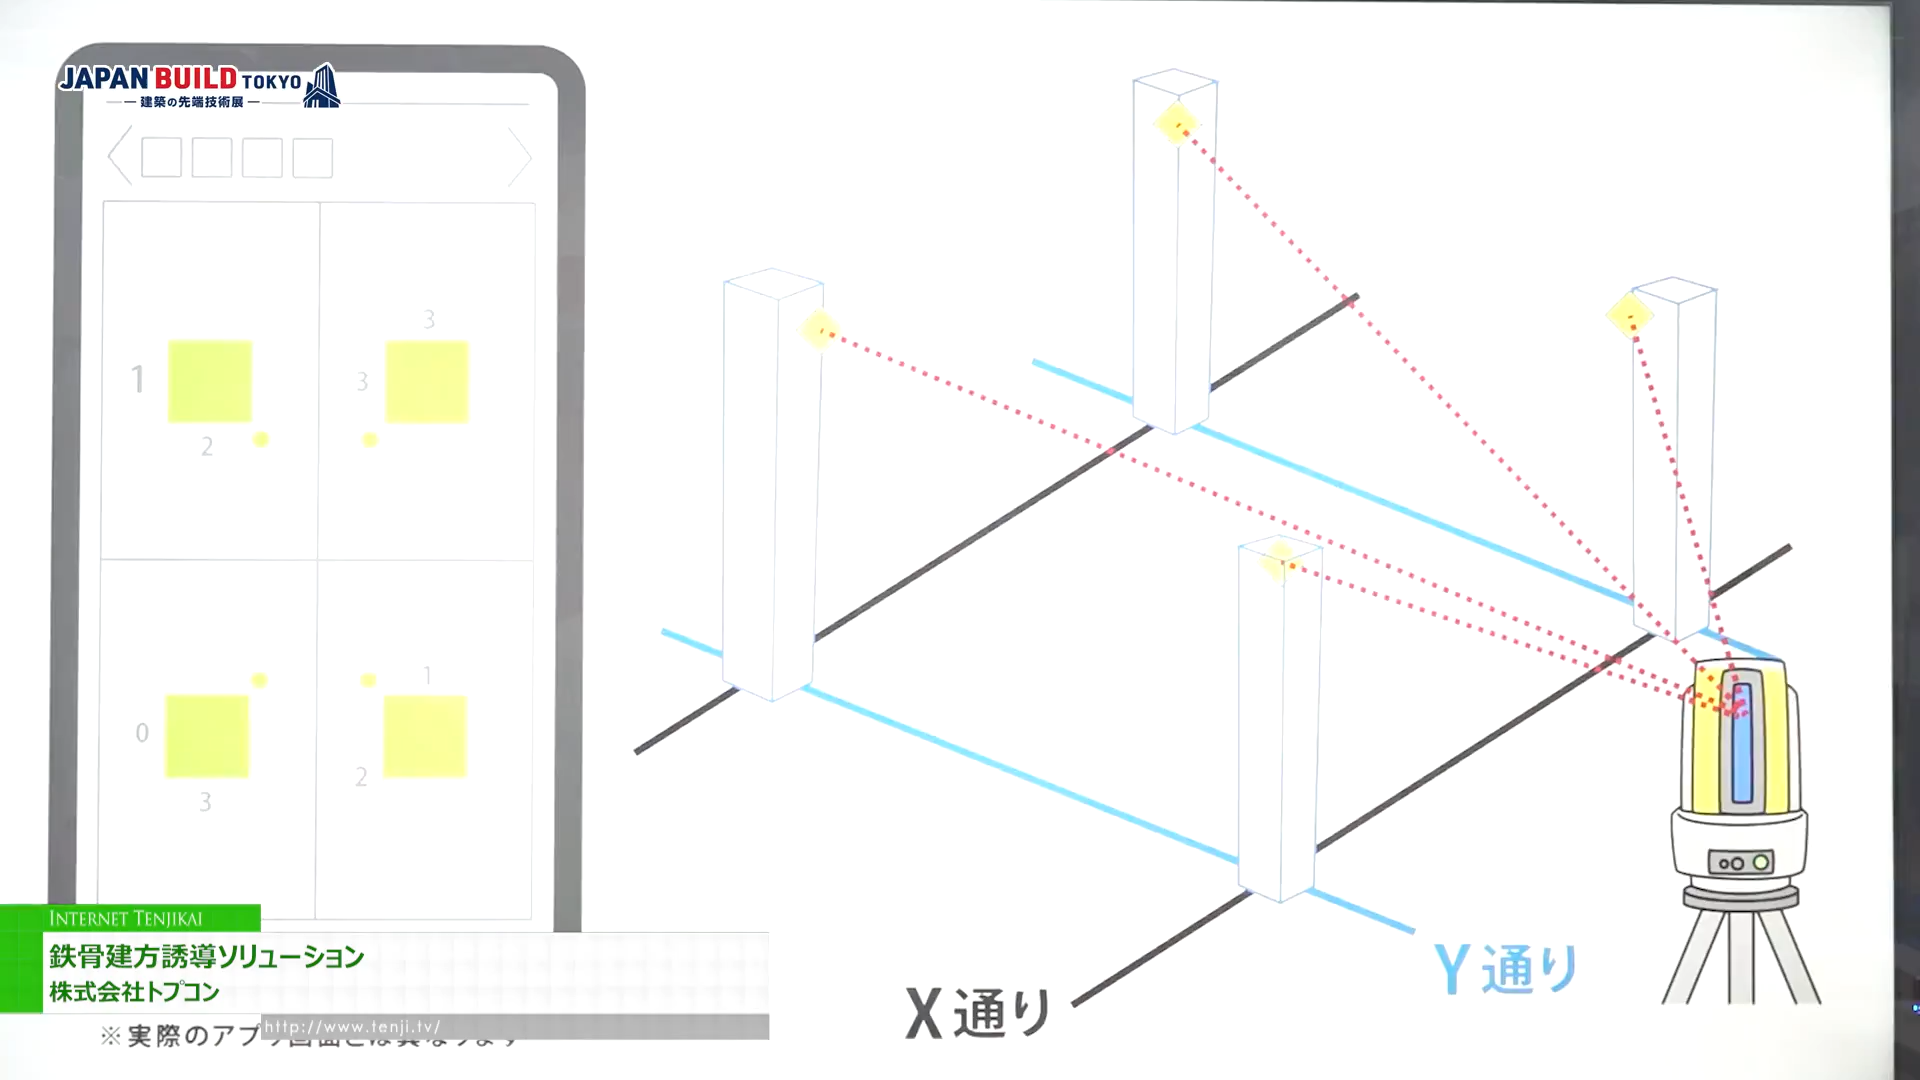 JAPAN BUILD TOKYO
建築の先端技術展
3
1
3
2
1
0
2
3
INTERNET TENJIKAI
鉄骨建方誘導ソリューション
株式会社トプコン
http://www.tenji.tv/
※実際のアプ
X通り
Y通り